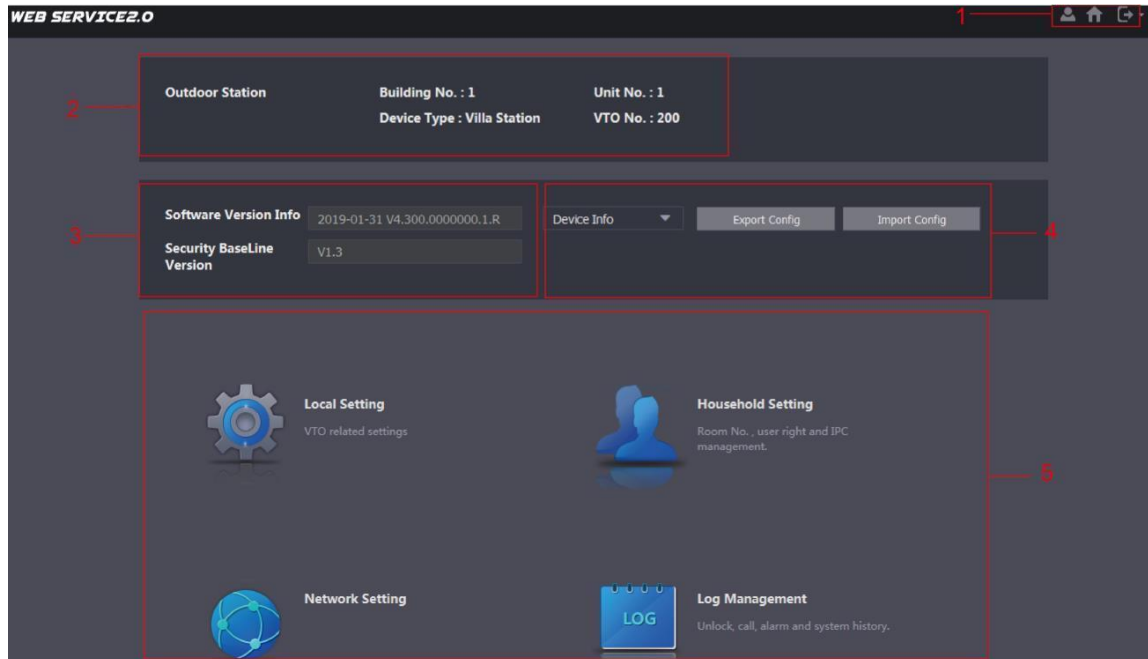 WEB SERVICE2.0
1
2
Outdoor Station
Building No. : 1
Unit No. : 1
Device Type : Villa Station
VTO No. : 200
3
Software Version Info
2019-01-31 V4.300.0000000.1.R
Security BaseLine
Version
V1.3
Device Info
Export Config
Import Config
4
Local Setting
VTO related settings
Household Setting
Room No. , user right and IPC
management.
5
Network Setting
LOG
Log Management
Unlock, call, alarm and system history.